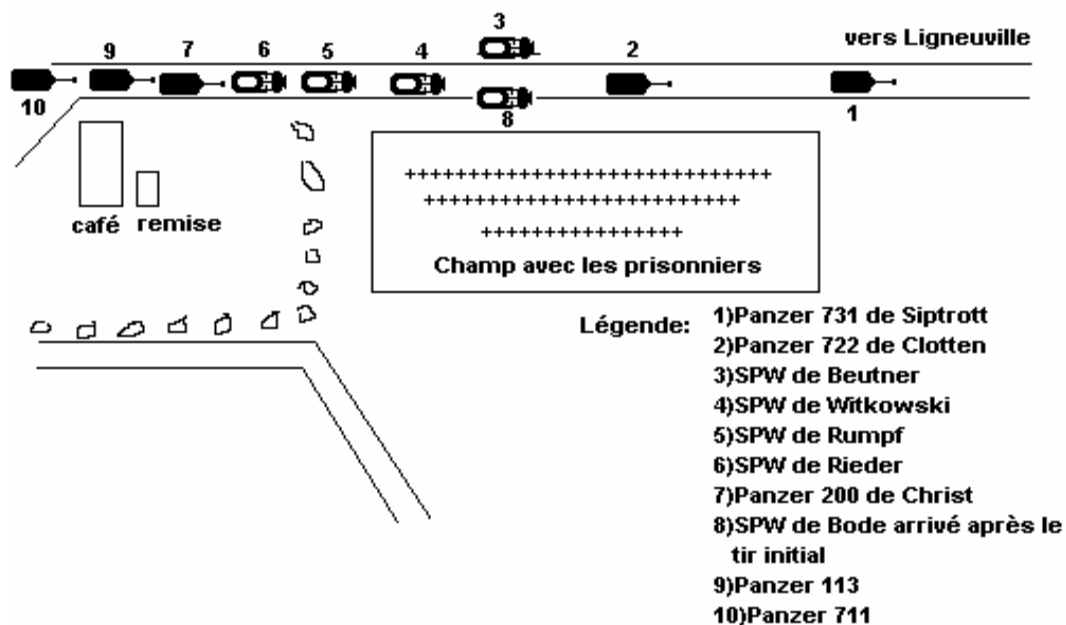 3
vers Ligneuville
9 7 6 5 4 2
10 8 1
+++++++++++++++++++++++++++++
+++++++++++++++++++++++++
++++++++++++++++
café remise
Champ avec les prisonniers
Légende:
1)Panzer 731 de Siptrott
2)Panzer 722 de Clotten
3)SPW de Beutner
4)SPW de Witkowski
5)SPW de Rumpf
6)SPW de Rieder
7)Panzer 200 de Christ
8)SPW de Bode arrivé après le
tir initial
9)Panzer 113
10)Panzer 711